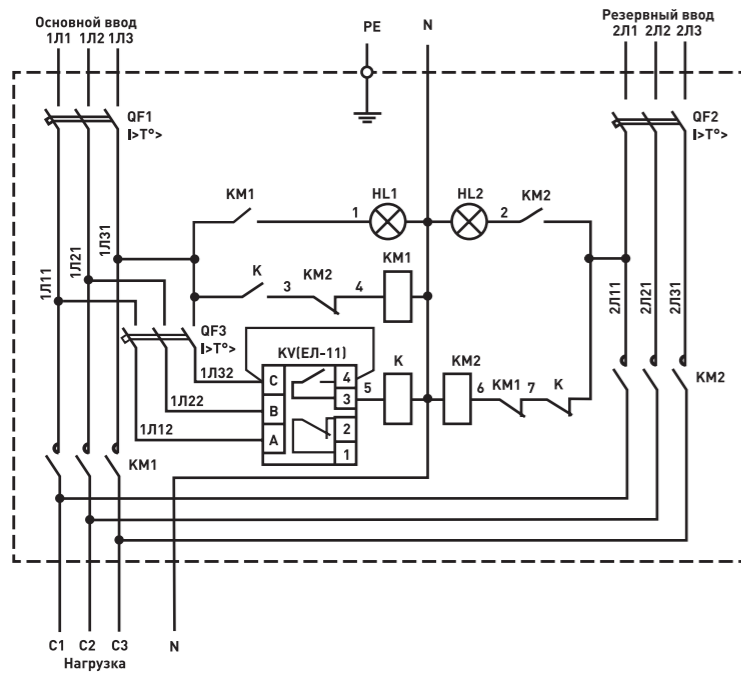 Основной ввод
1Л1 1Л2 1Л3
PE
N
Резервный ввод
2Л1 2Л2 2Л3
QF1
I>T°>
QF2
I>T°>
KM1
1
HL1
HL2
2
KM2
1Л11
1Л21
1Л31
K
3
KM2
4
KM1
2Л11
2Л21
2Л31
QF3
I>T°>
KV(ЕЛ-11)
1Л32
C
4
3
5
K
KM2
6
KM1
7
K
KM2
1Л22
B
1Л12
A
2
1
KM1
C1 C2 C3
N
Нагрузка